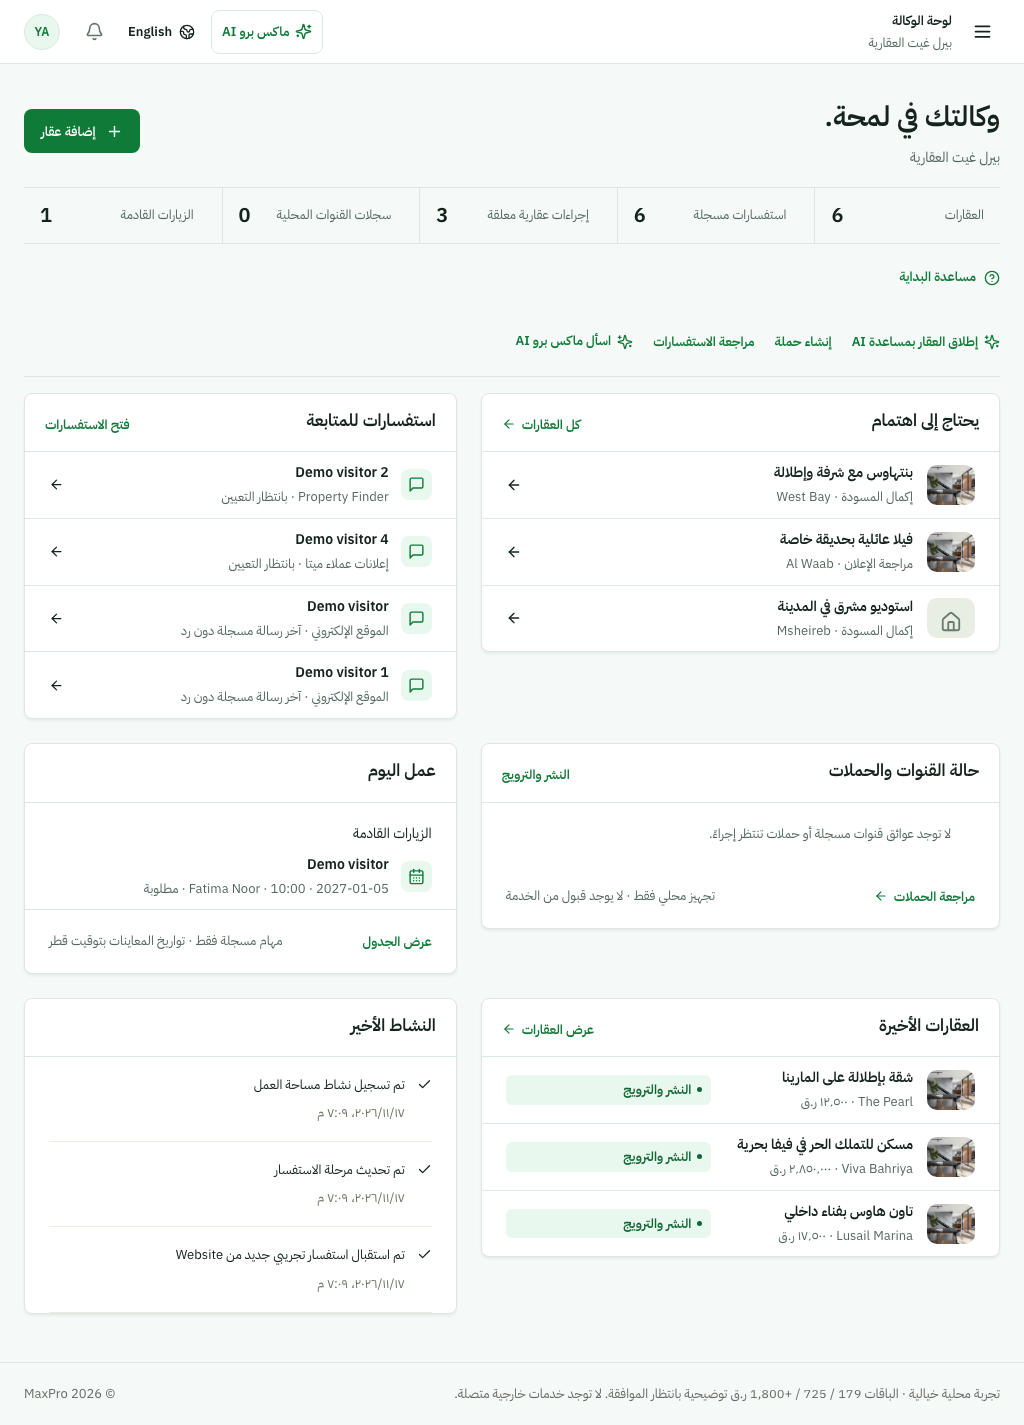 لوحة الوكالة
بيرل غيت العقارية
ماكس برو AI
English
YA
وكالتك في لمحة.
بيرل غيت العقارية
إضافة عقار
العقارات 6
استفسارات مسجلة 6
إجراءات عقارية معلقة 3
سجلات القنوات المحلية 0
الزيارات القادمة 1
مساعدة البداية
إطلاق العقار بمساعدة AI
إنشاء حملة
مراجعة الاستفسارات
اسأل ماكس برو AI
يحتاج إلى اهتمام
كل العقارات
بنتهاوس مع شرفة وإطلالة
إكمال المسودة · West Bay
فيلا عائلية بحديقة خاصة
مراجعة الإعلان · Al Waab
استوديو مشرق في المدينة
إكمال المسودة · Msheireb
استفسارات للمتابعة
فتح الاستفسارات
Demo visitor 2
Property Finder · بانتظار التعيين
Demo visitor 4
إعلانات عملاء ميتا · بانتظار التعيين
Demo visitor
الموقع الإلكتروني · آخر رسالة مسجلة دون رد
Demo visitor 1
الموقع الإلكتروني · آخر رسالة مسجلة دون رد
حالة القنوات والحملات
النشر والترويج
لا توجد عوائق قنوات مسجلة أو حملات تنتظر إجراءً.
مراجعة الحملات
تجهيز محلي فقط · لا يوجد قبول من الخدمة
عمل اليوم
الزيارات القادمة
Demo visitor
2027-01-05 · 10:00 · Fatima Noor · مطلوبة
عرض الجدول
مهام مسجلة فقط · تواريخ المعاينات بتوقيت قطر
العقارات الأخيرة
عرض العقارات
شقة بإطلالة على المارينا
The Pearl · ١٢٬٥٠٠ ر.ق
النشر والترويج
مسكن للتملك الحر في فيفا بحرية
Viva Bahriya · ٢٬٨٥٠٬٠٠٠ ر.ق
النشر والترويج
تاون هاوس بفناء داخلي
Lusail Marina · ١٧٬٥٠٠ ر.ق
النشر والترويج
النشاط الأخير
تم تسجيل نشاط مساحة العمل
٢٠٢٦/١١/١٧، ٧:٠٩ م
تم تحديث مرحلة الاستفسار
٢٠٢٦/١١/١٧، ٧:٠٩ م
تم استقبال استفسار تجريبي جديد من Website
٢٠٢٦/١١/١٧، ٧:٠٩ م
تجربة محلية خيالية · الباقات 179 / 725 / +1,800 ر.ق توضيحية بانتظار الموافقة. لا توجد خدمات خارجية متصلة.
© 2026 MaxPro